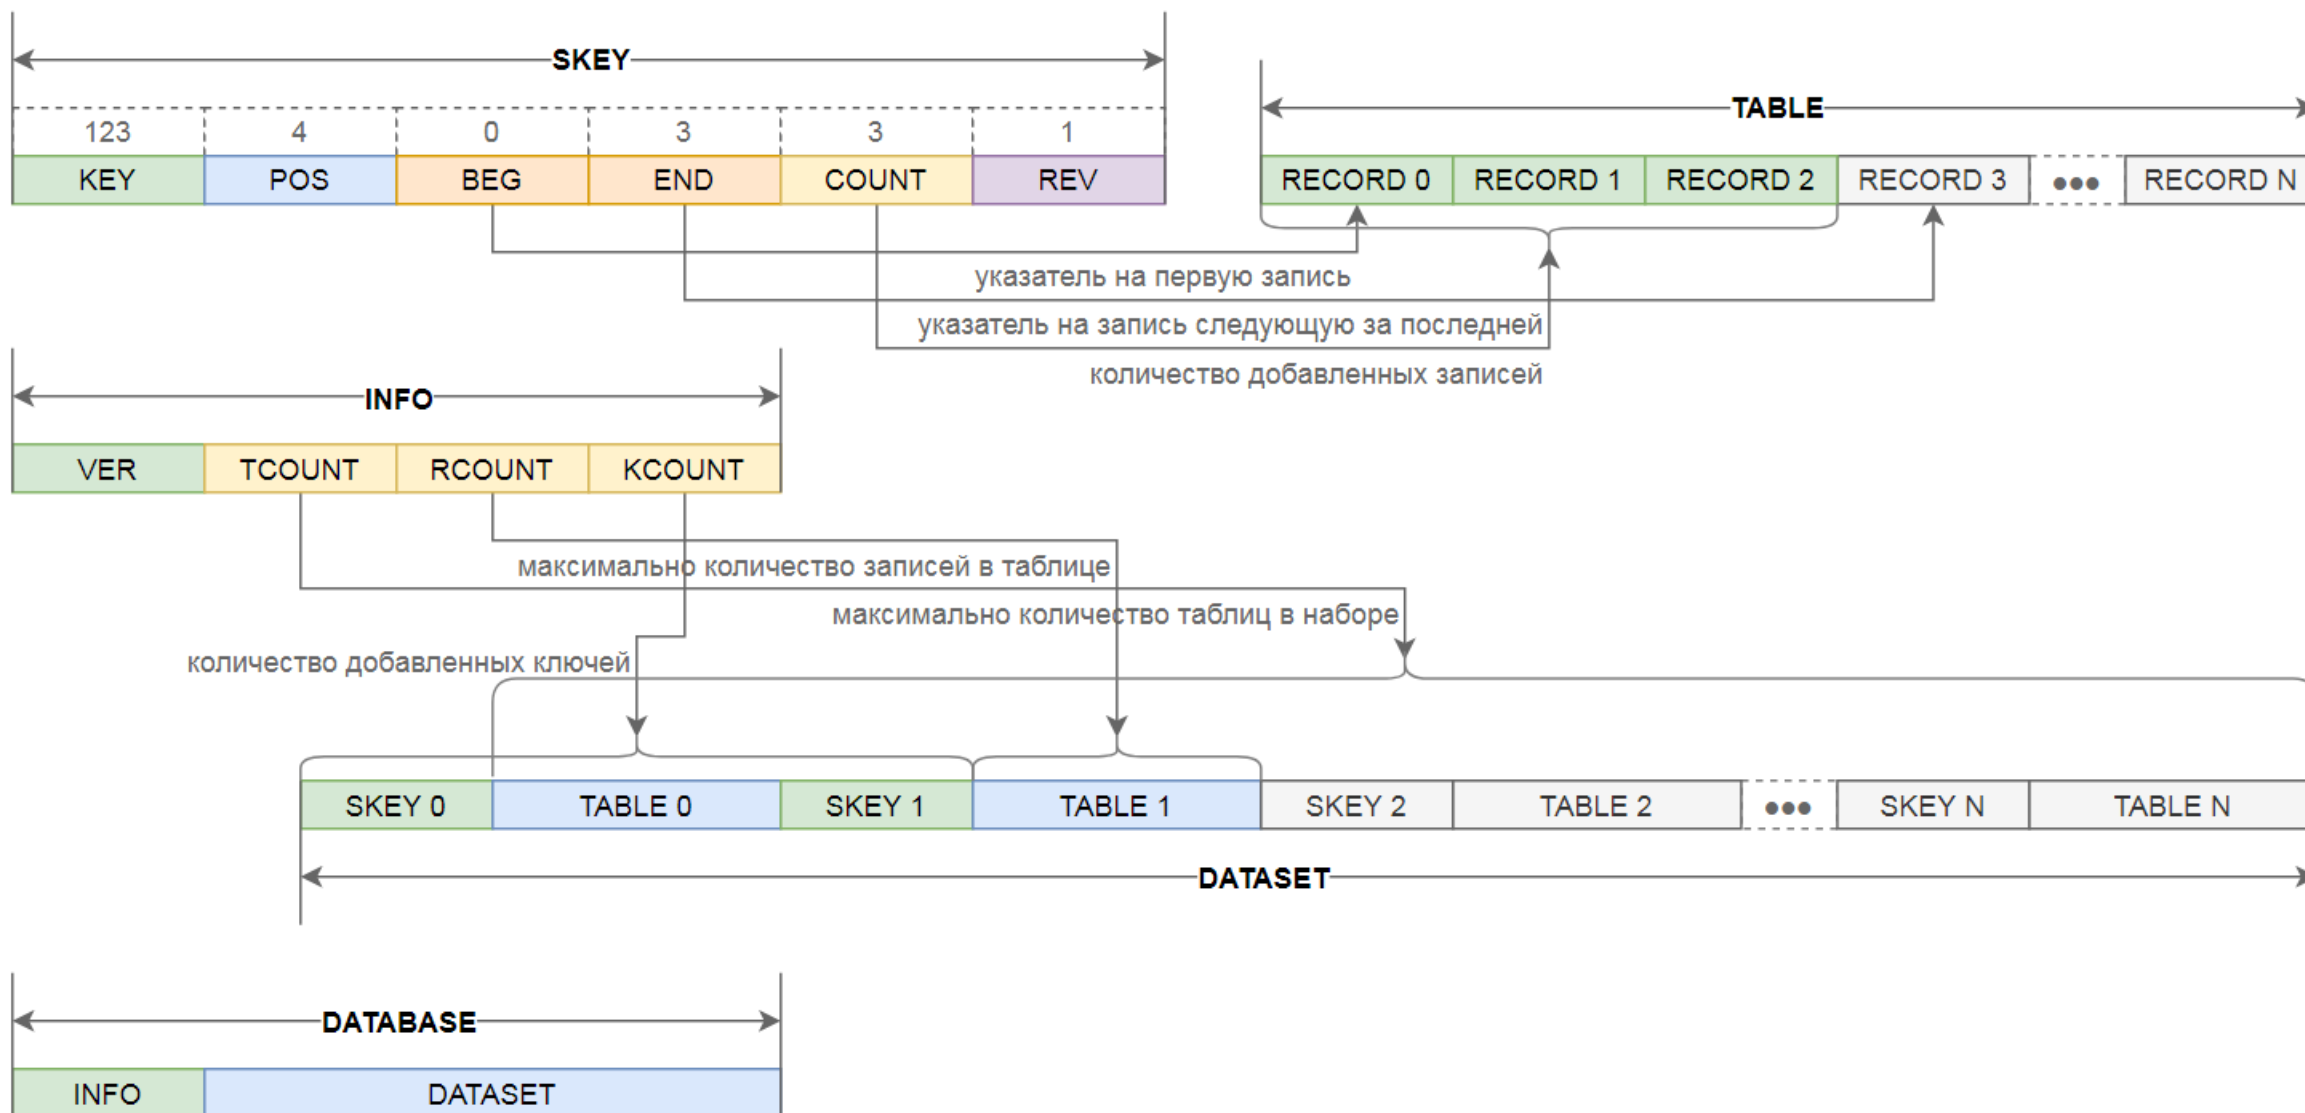 SKEY
TABLE
123 4 0 3 3 1
KEY POS BEG END COUNT REV
RECORD 0 RECORD 1 RECORD 2 RECORD 3 ••• RECORD N
указатель на первую запись
указатель на запись следующую за последней
количество добавленных записей
INFO
VER TCOUNT RCOUNT KCOUNT
максимально количество записей в таблице
максимально количество таблиц в наборе
количество добавленных ключей
SKEY 0 TABLE 0 SKEY 1 TABLE 1 SKEY 2 TABLE 2 ••• SKEY N TABLE N
DATASET
DATABASE
INFO DATASET